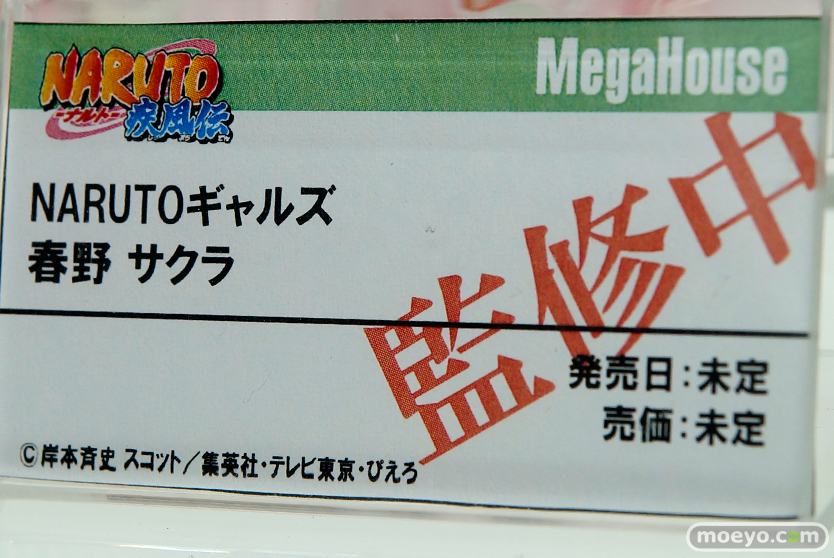 NARUTO
ナルト
疾風伝
MegaHouse
NARUTOギャルズ
春野 サクラ
監修中
発売日:未定
売価:未定
©岸本斉史 スコット/集英社・テレビ東京・ぴえろ
moeyo.com